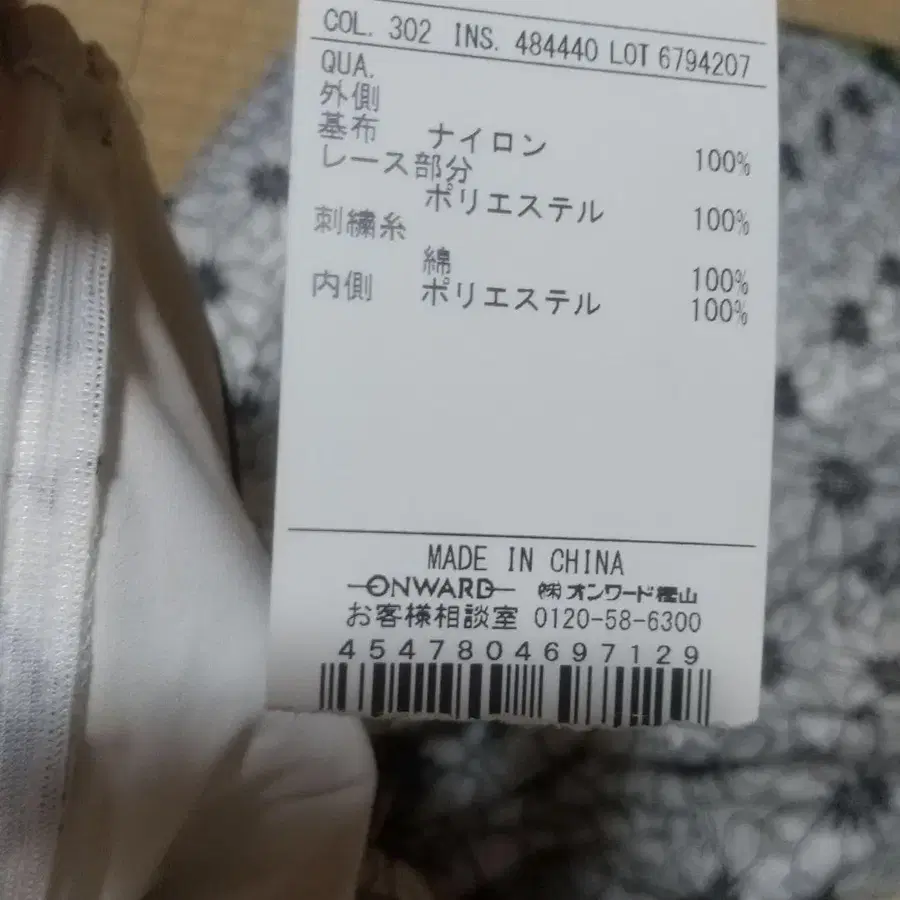 COL. 302 INS. 484440 LOT 6794207
QUA.
外側
基布 ナイロン 100%
レース部分
ポリエステル 100%
刺繍糸
綿 100%
内側 ポリエステル 100%
MADE IN CHINA
ONWARD ㈱オンワード樫山
お客様相談室 0120-58-6300
4547804697129